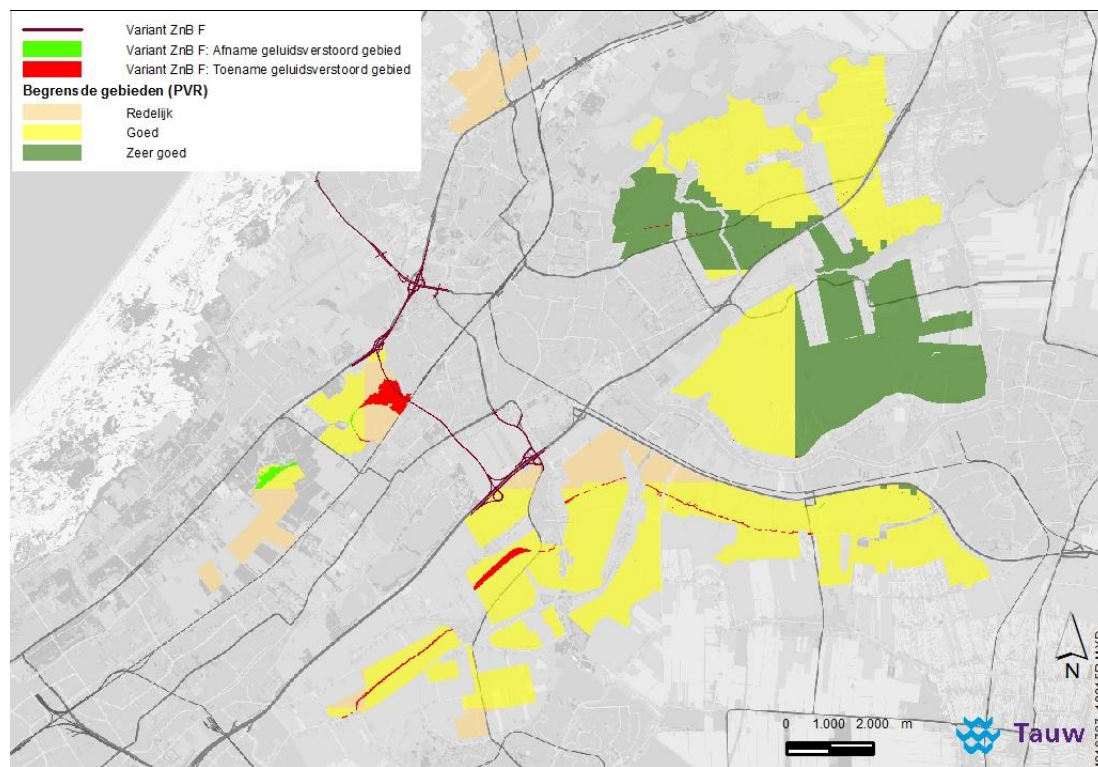 Variant ZnB F
Variant ZnB F: Afname geluidsverstoord gebied
Variant ZnB F: Toename geluidsverstoord gebied
Begrensde gebieden (PVR)
Redelijk
Goed
Zeer goed
N
0 1.000 2.000 m
Tauw